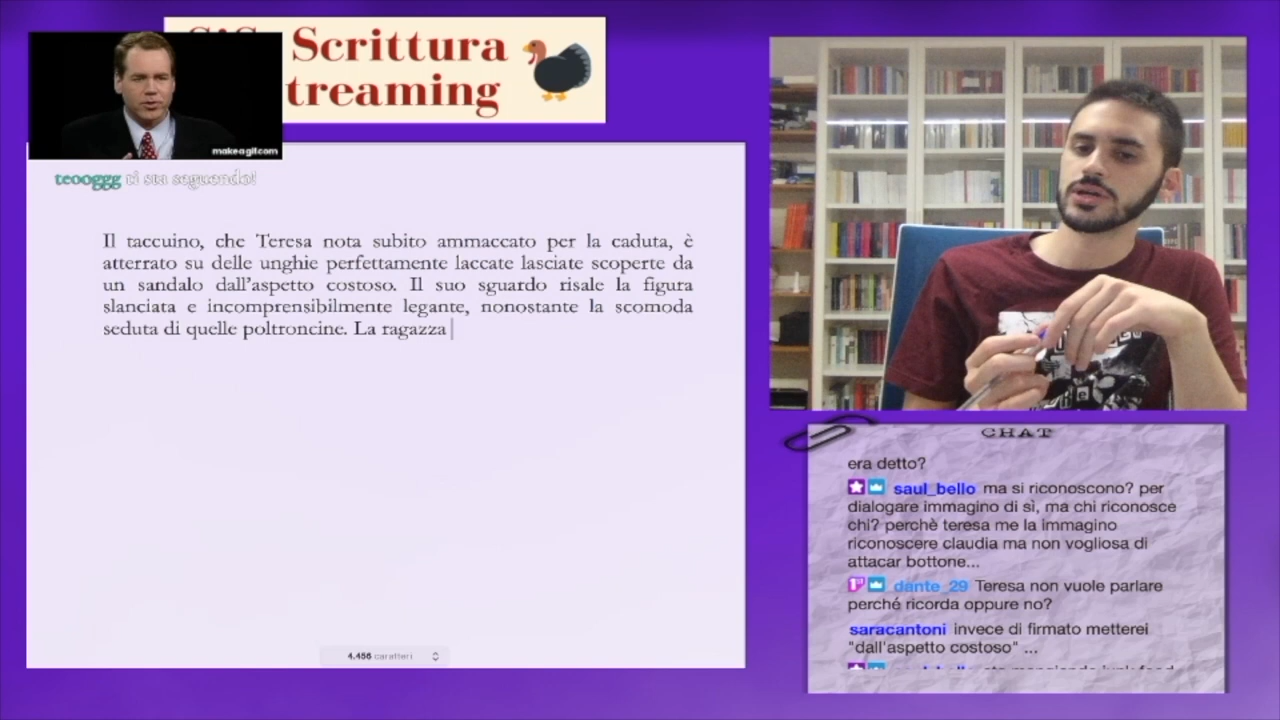 Scrittura
treaming
makeagif.com
teooggg ti sta seguendo!
Il taccuino, che Teresa nota subito ammaccato per la caduta, è
atterrato su delle unghie perfettamente laccate lasciate scoperte da
un sandalo dall'aspetto costoso. Il suo sguardo risale la figura
slanciata e incomprensibilmente legante, nonostante la scomoda
seduta di quelle poltroncine. La ragazza
4.456 caratteri
CHAT
era detto?
saul_bello ma si riconoscono? per
dialogare immagino di sì, ma chi riconosce
chi? perchè teresa me la immagino
riconoscere claudia ma non vogliosa di
attacar bottone...
dante_29 Teresa non vuole parlare
perché ricorda oppure no?
saracantoni invece di firmato metterei
"dall'aspetto costoso" ...